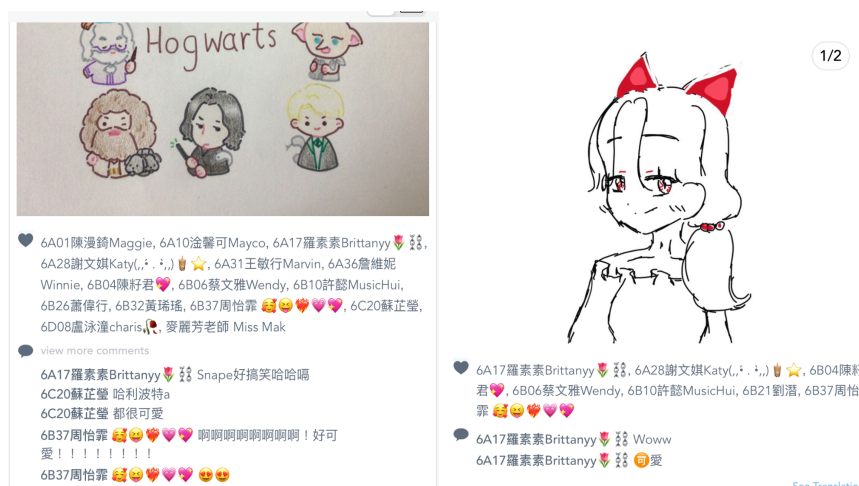 Hogwarts
6A01陳漫錡Maggie, 6A10淦馨可Mayco, 6A17羅素素Brittanyy🌷⛓️,
6A28謝文娸Katy(,,• . •,,)🧋⭐, 6A31王敏行Marvin, 6A36詹維妮
Winnie, 6B04陳籽君💖, 6B06蔡文雅Wendy, 6B10許懿MusicHui,
6B26蕭偉行, 6B32黃琋瑤, 6B37周怡霏 🥰😝❤️‍🔥💗💖, 6C20蘇芷瑩,
6D08盧泳潼charis🥀, 麥麗芳老師 Miss Mak
view more comments
6A17羅素素Brittanyy🌷⛓️ Snape好搞笑哈哈嗝
6C20蘇芷瑩 哈利波特a
6C20蘇芷瑩 都很可愛
6B37周怡霏 🥰😝❤️‍🔥💗💖 啊啊啊啊啊啊啊啊！好可
愛！！！！！！！！
6B37周怡霏 🥰😝❤️‍🔥💗💖 😍😍
1/2
6A17羅素素Brittanyy🌷⛓️, 6A28謝文娸Katy(,,• . •,,)🧋⭐, 6B04陳籽
君💖, 6B06蔡文雅Wendy, 6B10許懿MusicHui, 6B21劉潛, 6B37周怡
霏 🥰😝❤️‍🔥💗💖
6A17羅素素Brittanyy🌷⛓️ Woww
6A17羅素素Brittanyy🌷⛓️ 🉑愛
See Translatio